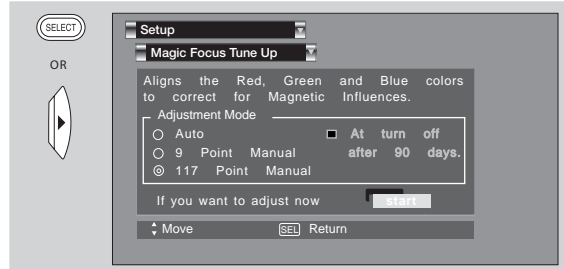 SELECT
OR
Setup
Magic Focus Tune Up
Aligns the Red, Green and Blue colors
to correct for Magnetic Influences.
Adjustment Mode
Auto
At turn off
9 Point Manual
after 90 days.
117 Point Manual
If you want to adjust now
start
Move
SEL Return